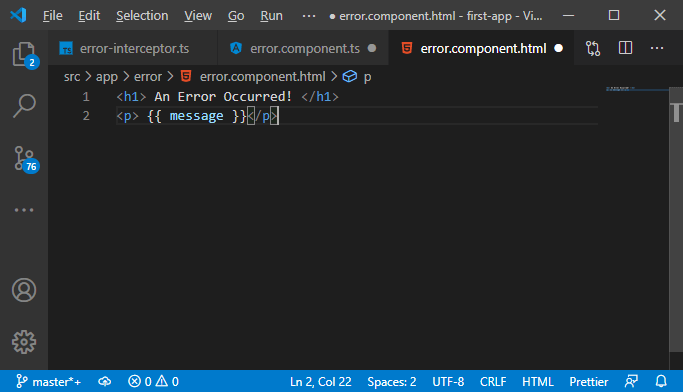 File Edit Selection View Go Run ··· ● error.component.html - first-app - Vi...
TS error-interceptor.ts error.component.ts ● error.component.html ●
src > app > error > error.component.html > p
1 <h1> An Error Occurred! </h1>
2 <p> {{ message }}</p>
2
76
master*+ 0 0 Ln 2, Col 22 Spaces: 2 UTF-8 CRLF HTML Prettier